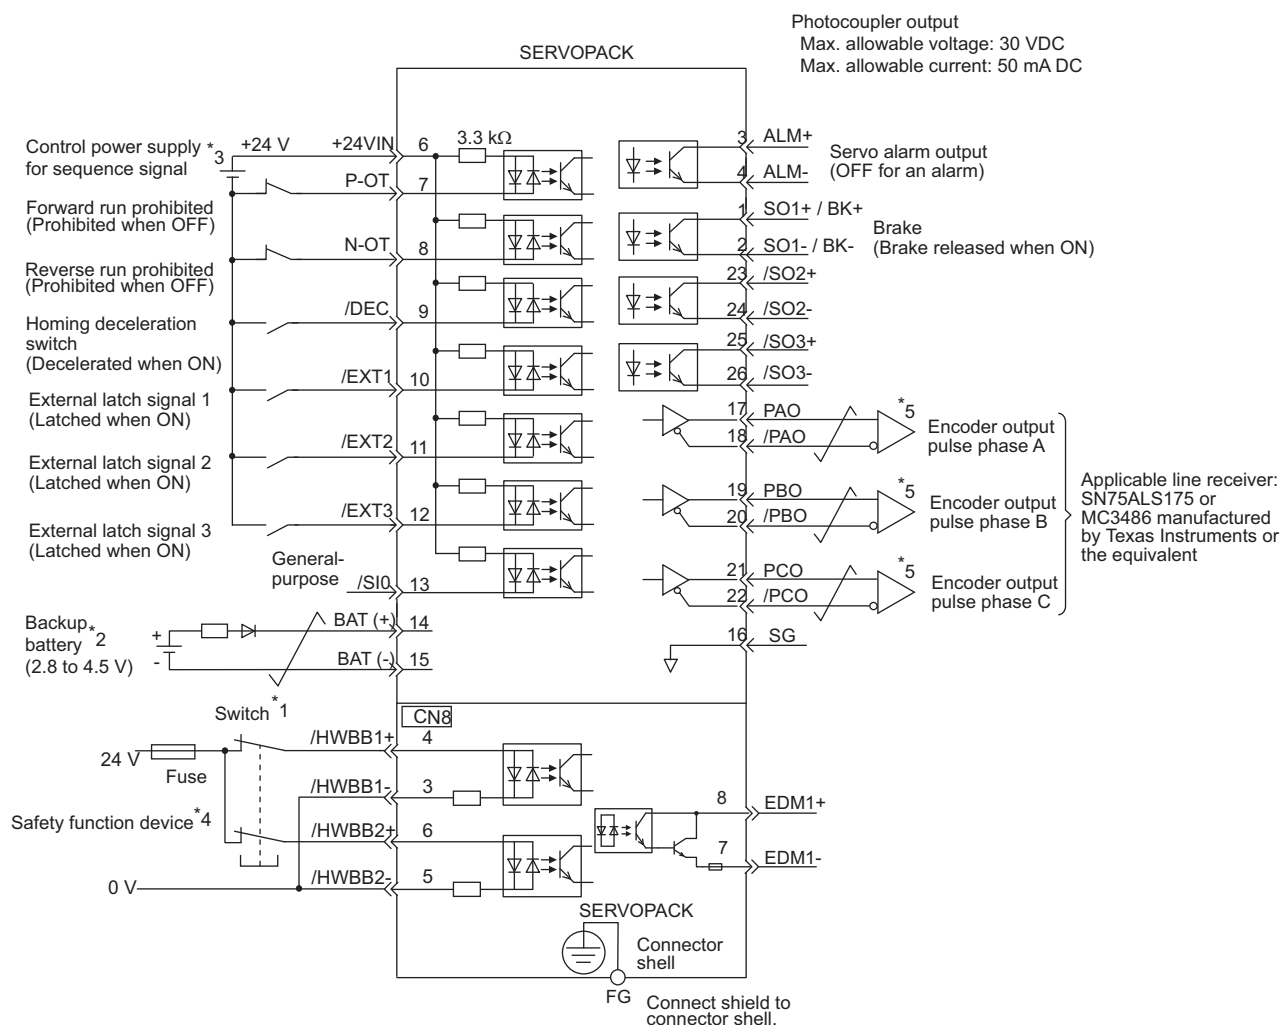 Photocoupler output
Max. allowable voltage: 30 VDC
Max. allowable current: 50 mA DC
SERVOPACK
Control power supply *3
for sequence signal
+24 V
+24VIN
6
3.3 kΩ
P-OT
7
Forward run prohibited
(Prohibited when OFF)
N-OT
8
Reverse run prohibited
(Prohibited when OFF)
/DEC
9
Homing deceleration
switch
(Decelerated when ON)
/EXT1
10
External latch signal 1
(Latched when ON)
/EXT2
11
External latch signal 2
(Latched when ON)
/EXT3
12
External latch signal 3
(Latched when ON)
General-
purpose
/SI0
13
Backup
battery *2
(2.8 to 4.5 V)
+
-
BAT (+)
14
BAT (-)
15
3
ALM+
4
ALM-
Servo alarm output
(OFF for an alarm)
1
SO1+ / BK+
2
SO1- / BK-
Brake
(Brake released when ON)
23
/SO2+
24
/SO2-
25
/SO3+
26
/SO3-
17
PAO
18
/PAO
*5
Encoder output
pulse phase A
19
PBO
20
/PBO
*5
Encoder output
pulse phase B
21
PCO
22
/PCO
*5
Encoder output
pulse phase C
Applicable line receiver:
SN75ALS175 or
MC3486 manufactured
by Texas Instruments or
the equivalent
16
SG
CN8
Switch *1
24 V
Fuse
/HWBB1+
4
/HWBB1-
3
Safety function device *4
/HWBB2+
6
0 V
/HWBB2-
5
8
EDM1+
7
EDM1-
SERVOPACK
Connector
shell
FG
Connect shield to
connector shell.